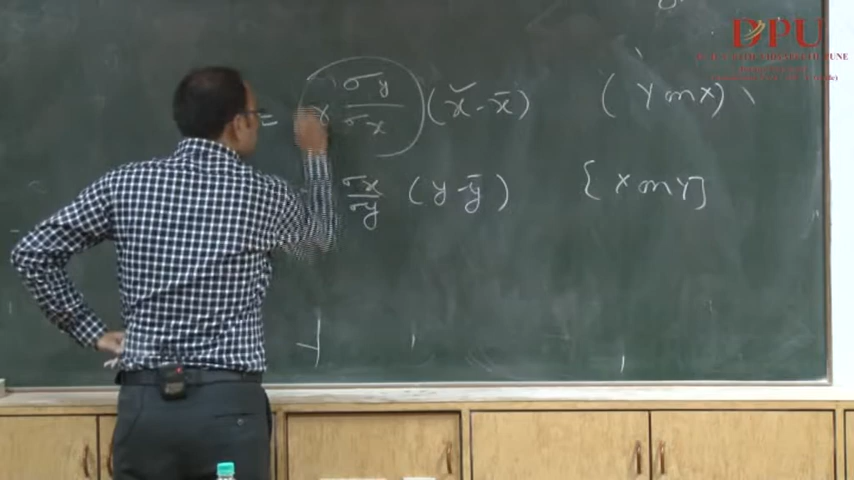 DPU
= r σy/σx (x - x̄) (Y on X)
σx/σy (y - ȳ) [X on Y]